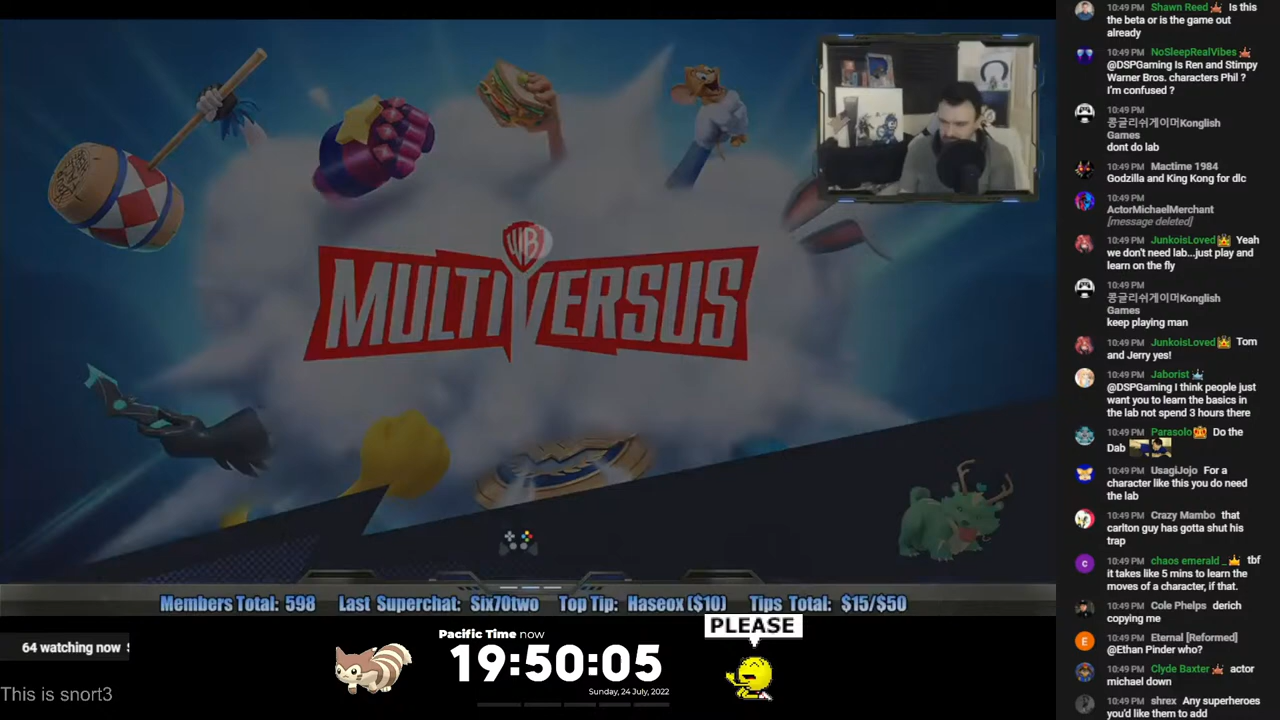 WB
MULTIVERSUS
Members Total: 598 Last Superchat: Six70two Top Tip: Haseox ($10) Tips Total: $15/$50
PLEASE
Pacific Time now
19:50:05
Sunday, 24 July, 2022
64 watching now
This is snort3
10:49 PM Shawn Reed Is this
the beta or is the game out
already
10:49 PM NoSleepRealVibes
@DSPGaming Is Ren and Stimpy
Warner Bros. characters Phil ?
I'm confused ?
10:49 PM
콩글리쉬게이머Konglish
Games
dont do lab
10:49 PM Mactime 1984
Godzilla and King Kong for dlc
10:49 PM
ActorMichaelMerchant
[message deleted]
10:49 PM JunkoisLoved Yeah
we don't need lab...just play and
learn on the fly
10:49 PM
콩글리쉬게이머Konglish
Games
keep playing man
10:49 PM JunkoisLoved Tom
and Jerry yes!
10:49 PM Jaborist
@DSPGaming I think people just
want you to learn the basics in
the lab not spend 3 hours there
10:49 PM Parasolo Do the
Dab
10:49 PM UsagiJojo For a
character like this you do need
the lab
10:49 PM Crazy Mambo that
carlton guy has gotta shut his
trap
10:49 PM chaos emerald _ tbf
it takes like 5 mins to learn the
moves of a character, if that.
10:49 PM Cole Phelps derich
copying me
10:49 PM Eternal [Reformed]
@Ethan Pinder who?
10:49 PM Clyde Baxter actor
michael down
10:49 PM shrex Any superheroes
you'd like them to add